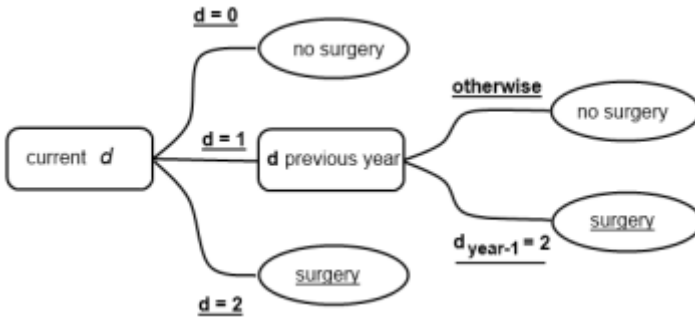 d = 0
no surgery
otherwise
no surgery
current d
d = 1
d previous year
surgery
d year-1 = 2
surgery
d = 2